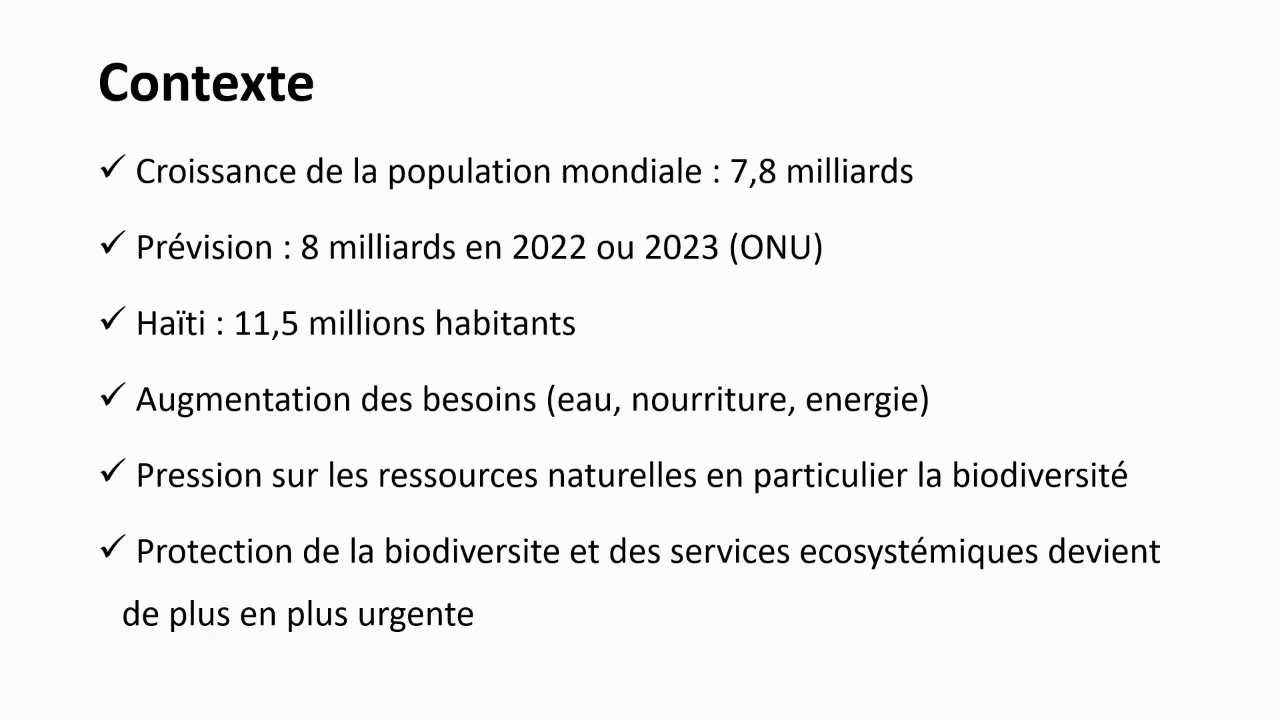 Contexte
✓ Croissance de la population mondiale : 7,8 milliards
✓ Prévision : 8 milliards en 2022 ou 2023 (ONU)
✓ Haïti : 11,5 millions habitants
✓ Augmentation des besoins (eau, nourriture, energie)
✓ Pression sur les ressources naturelles en particulier la biodiversité
✓ Protection de la biodiversite et des services ecosystémiques devient
de plus en plus urgente